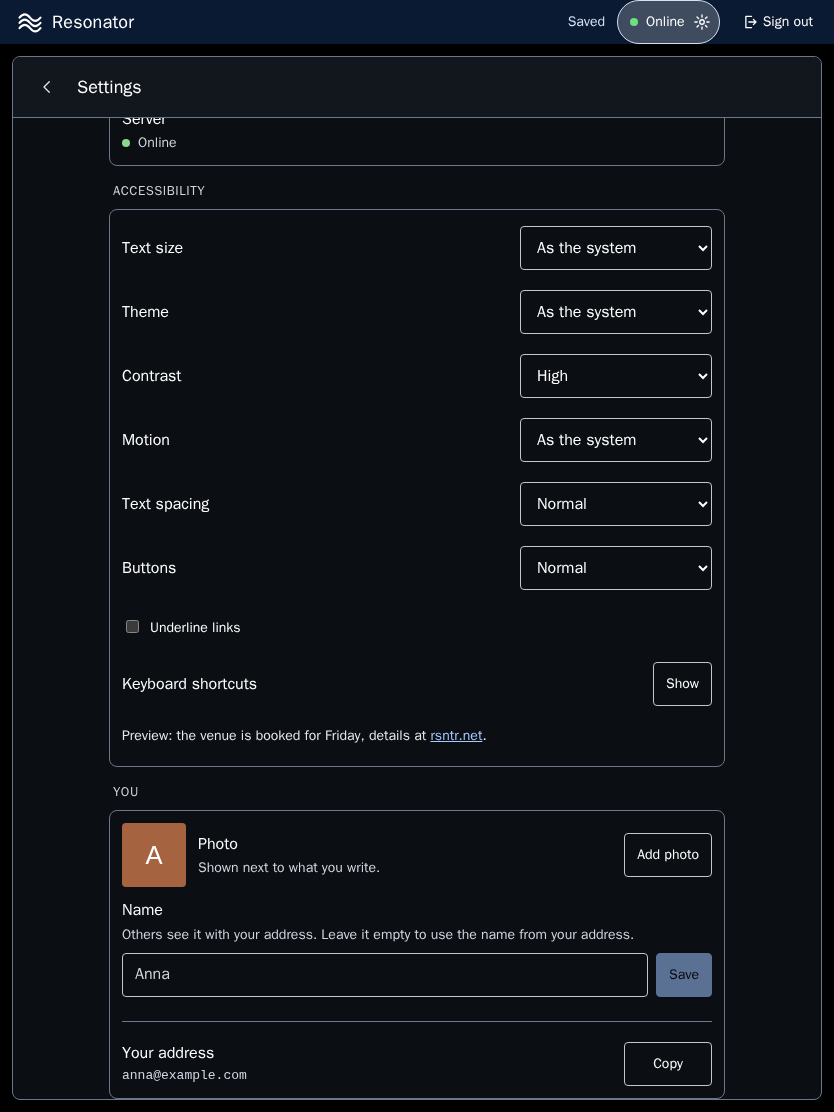 Resonator
Saved
Online
Sign out
Settings
Server
Online
ACCESSIBILITY
Text size
As the system
Theme
As the system
Contrast
High
Motion
As the system
Text spacing
Normal
Buttons
Normal
Underline links
Keyboard shortcuts
Show
Preview: the venue is booked for Friday, details at rsntr.net.
YOU
A
Photo
Shown next to what you write.
Add photo
Name
Others see it with your address. Leave it empty to use the name from your address.
Anna
Save
Your address
anna@example.com
Copy